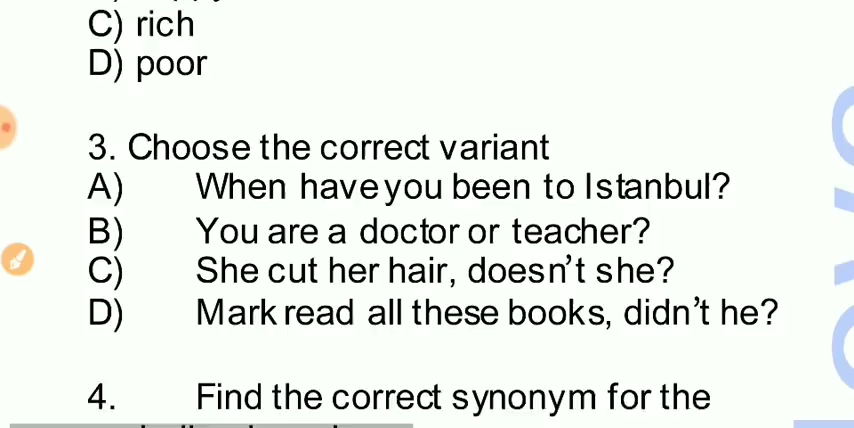 C) rich
D) poor
3. Choose the correct variant
A) When have you been to Istanbul?
B) You are a doctor or teacher?
C) She cut her hair, doesn't she?
D) Mark read all these books, didn't he?
4. Find the correct synonym for the